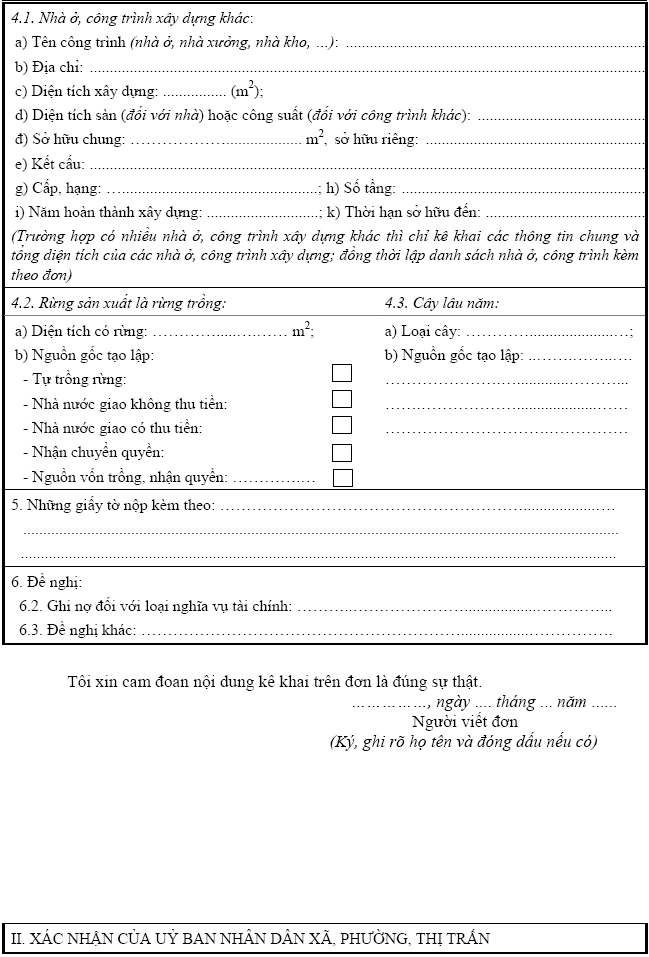 4.1. Nhà ở, công trình xây dựng khác:
a) Tên công trình (nhà ở, nhà xưởng, nhà kho, ...): ..........................................................................
b) Địa chỉ: ..........................................................................................................................................
c) Diện tích xây dựng: ................ (m²);
d) Diện tích sàn (đối với nhà) hoặc công suất (đối với công trình khác): ..........................................
đ) Sở hữu chung: ………………...................... m², sở hữu riêng: ......................................................
e) Kết cấu: ..........................................................................................................................................
g) Cấp, hạng: …................................................; h) Số tầng: .............................................................
i) Năm hoàn thành xây dựng: ............................; k) Thời hạn sở hữu đến: ........................................
(Trường hợp có nhiều nhà ở, công trình xây dựng khác thì chỉ kê khai các thông tin chung và
tổng diện tích của các nhà ở, công trình xây dựng; đồng thời lập danh sách nhà ở, công trình kèm
theo đơn)
4.2. Rừng sản xuất là rừng trồng:
a) Diện tích có rừng: …………....………… m²;
b) Nguồn gốc tạo lập:
- Tự trồng rừng: □
- Nhà nước giao không thu tiền: □
- Nhà nước giao có thu tiền: □
- Nhận chuyển quyền: □
- Nguồn vốn trồng, nhận quyền: ……………… □
4.3. Cây lâu năm:
a) Loại cây: …………......................…;
b) Nguồn gốc tạo lập: ..……………..….
……………………....................………...
……………………....................………
……………………....................………
5. Những giấy tờ nộp kèm theo: ……………………………………………………...................….
....................................................................................................................................................
....................................................................................................................................................
6. Đề nghị:
6.2. Ghi nợ đối với loại nghĩa vụ tài chính: ………..……………………...................…………...
6.3. Đề nghị khác: ……………………………………………………..................……………….
Tôi xin cam đoan nội dung kê khai trên đơn là đúng sự thật.
……………, ngày .... tháng ... năm ......
Người viết đơn
(Ký, ghi rõ họ tên và đóng dấu nếu có)
II. XÁC NHẬN CỦA UỶ BAN NHÂN DÂN XÃ, PHƯỜNG, THỊ TRẤN